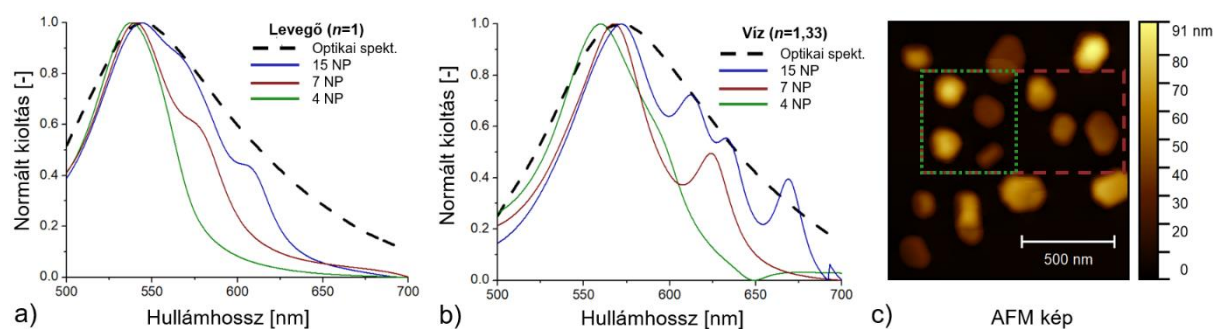 Normált kioltás [-]
1.0
0.8
0.6
0.4
0.2
0.0
Levegő (n=1)
Optikai spekt.
15 NP
7 NP
4 NP
500
550
600
650
700
Hullámhossz [nm]
a)
Normált kioltás [-]
1.0
0.8
0.6
0.4
0.2
0.0
Víz (n=1,33)
Optikai spekt.
15 NP
7 NP
4 NP
500
550
600
650
700
Hullámhossz [nm]
b)
500 nm
91 nm
80
70
60
50
40
30
20
10
0
c)
AFM kép